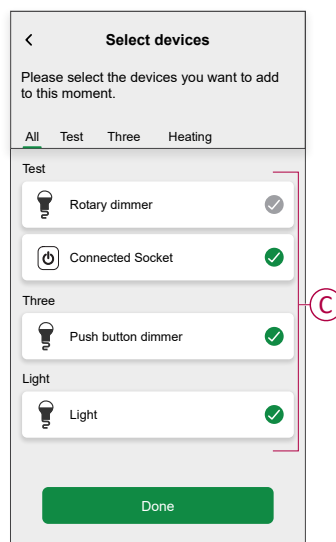 Select devices
Please select the devices you want to add
to this moment.
All Test Three Heating
Test
Rotary dimmer
Connected Socket
C
Three
Push button dimmer
Light
Light
Done